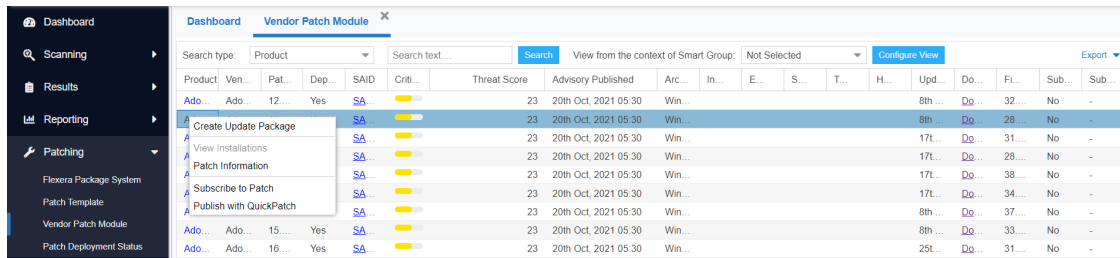 Dashboard
Scanning
Results
Reporting
Patching
Flexera Package System
Patch Template
Vendor Patch Module
Patch Deployment Status
Dashboard Vendor Patch Module
Search type: Product Search text... Search View from the context of Smart Group: Not Selected Configure View Export
Product Ven... Pat... Dep... SAID Criti... Threat Score Advisory Published Arc... In... E... S... T... H... Upd... Do... Fi... Sub... Sub...
Ado... Ado... 12.... Yes SA... 23 20th Oct, 2021 05:30 Win... 8th ... Do... 32.... No -
A 23 20th Oct, 2021 05:30 Win... 8th ... Do... 28.... No -
A 23 20th Oct, 2021 05:30 Win... 17t... Do... 31.... No -
A 23 20th Oct, 2021 05:30 Win... 17t... Do... 28.... No -
A 23 20th Oct, 2021 05:30 Win... 17t... Do... 38.... No -
A 23 20th Oct, 2021 05:30 Win... 17t... Do... 34.... No -
A 23 20th Oct, 2021 05:30 Win... 8th ... Do... 37.... No -
Ado... Ado... 15.... Yes SA... 23 20th Oct, 2021 05:30 Win... 8th ... Do... 33.... No -
Ado... Ado... 16.... Yes SA... 23 20th Oct, 2021 05:30 Win... 25t... Do... 31.... No -
Create Update Package
View Installations
Patch Information
Subscribe to Patch
Publish with QuickPatch